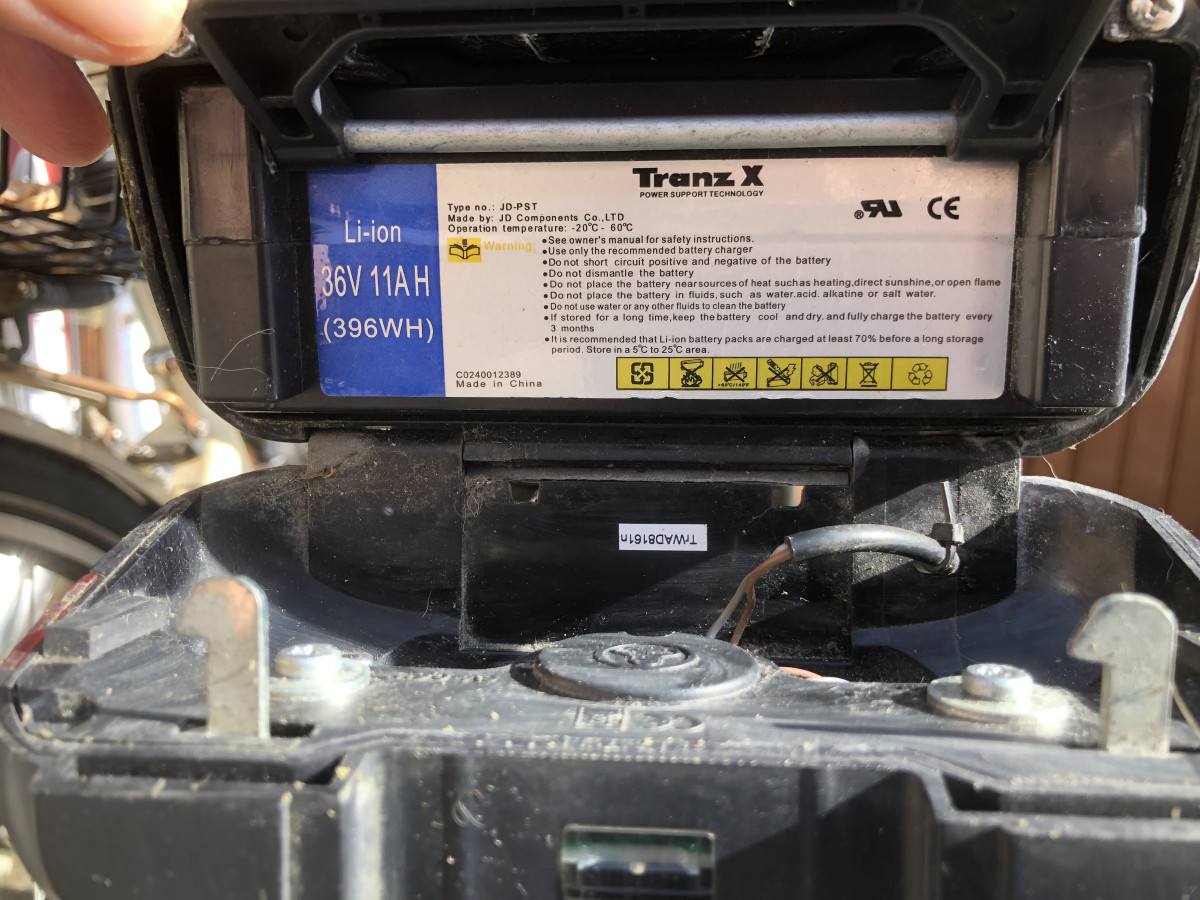 Tranz X
POWER SUPPORT TECHNOLOGY
Li-ion
36V 11AH
(396WH)
Type no.: JD-PST
Made by: JD Components Co.,LTD
Operation temperature: -20°C - 60°C
Warning:
•See owner's manual for safety instructions.
•Use only the recommended battery charger
•Do not short circuit positive and negative of the battery
•Do not dismantle the battery
•Do not place the battery nearsources of heat suchas heating,direct sunshine,or open flame
•Do not place the battery in fluids, such as water.acid. alkatine or salt water.
•Do not use water or any other fluids to clean the battery
•If stored for a long time,keep the battery cool and dry. and fully charge the battery every
3 months
•It is recommended that Li-ion battery packs are charged at least 70% before a long storage
period. Store in a 5°C to 25°C area.
C0240012389
Made in China
CE
TrWAD8161n